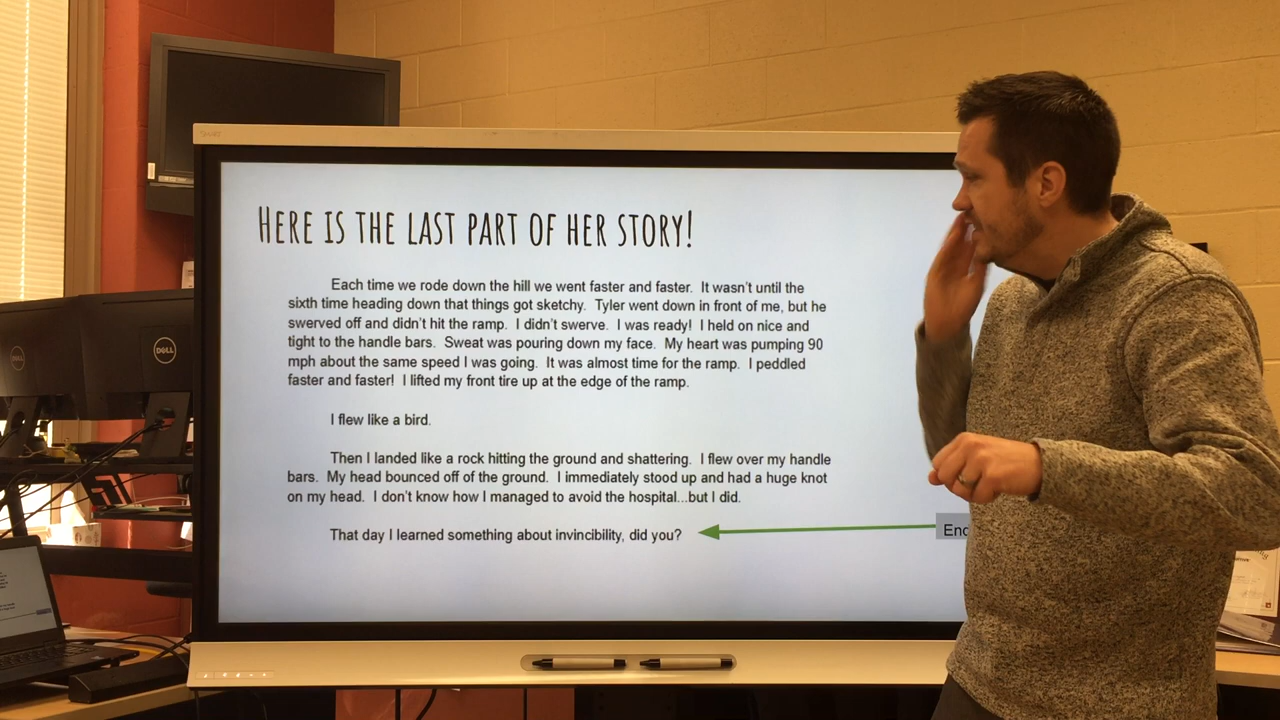 SMART
HERE IS THE LAST PART OF HER STORY!
Each time we rode down the hill we went faster and faster. It wasn't until the
sixth time heading down that things got sketchy. Tyler went down in front of me, but he
swerved off and didn't hit the ramp. I didn't swerve. I was ready! I held on nice and
tight to the handle bars. Sweat was pouring down my face. My heart was pumping 90
mph about the same speed I was going. It was almost time for the ramp. I peddled
faster and faster! I lifted my front tire up at the edge of the ramp.
I flew like a bird.
Then I landed like a rock hitting the ground and shattering. I flew over my handle
bars. My head bounced off of the ground. I immediately stood up and had a huge knot
on my head. I don't know how I managed to avoid the hospital...but I did.
That day I learned something about invincibility, did you?
DELL
DELL